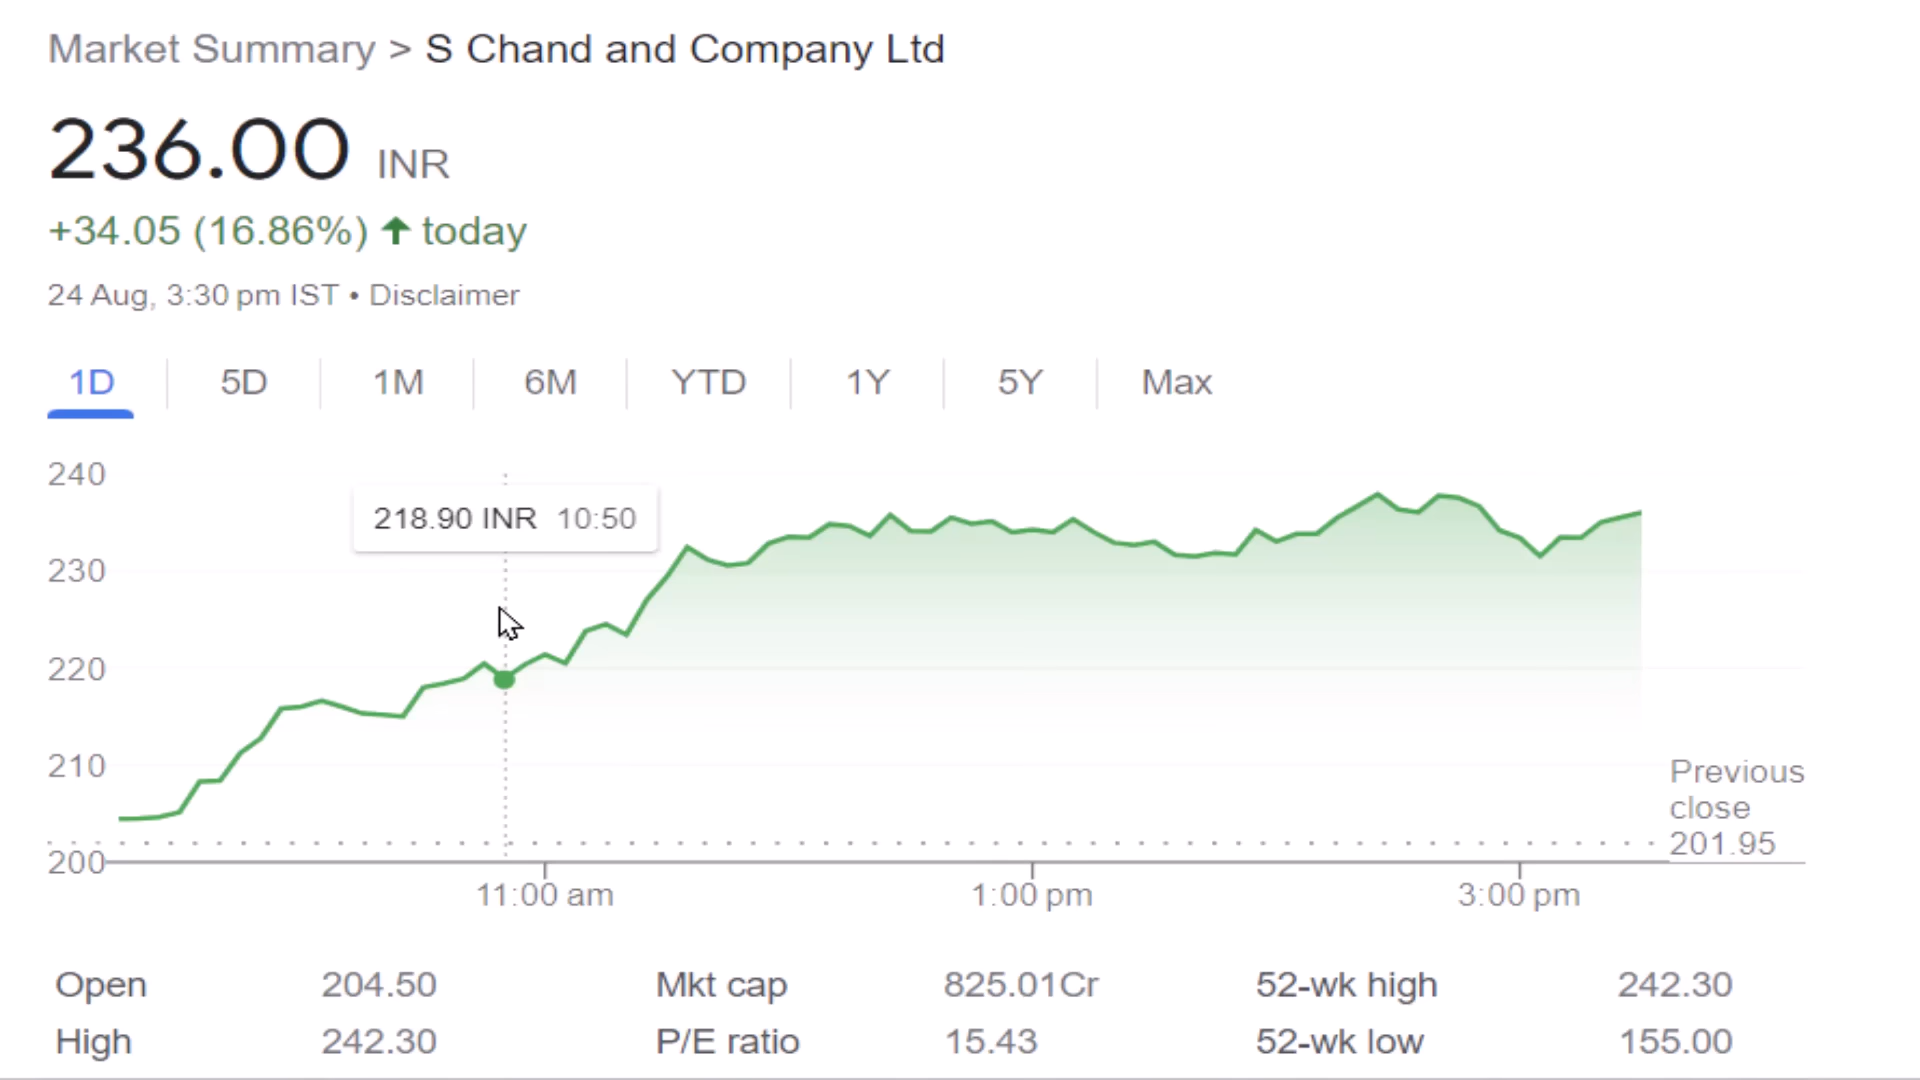 Market Summary > S Chand and Company Ltd
236.00 INR
+34.05 (16.86%) ↑ today
24 Aug, 3:30 pm IST • Disclaimer
1D 5D 1M 6M YTD 1Y 5Y Max
240
218.90 INR 10:50
230
220
210
Previous
close
201.95
200
11:00 am 1:00 pm 3:00 pm
Open 204.50 Mkt cap 825.01Cr 52-wk high 242.30
High 242.30 P/E ratio 15.43 52-wk low 155.00